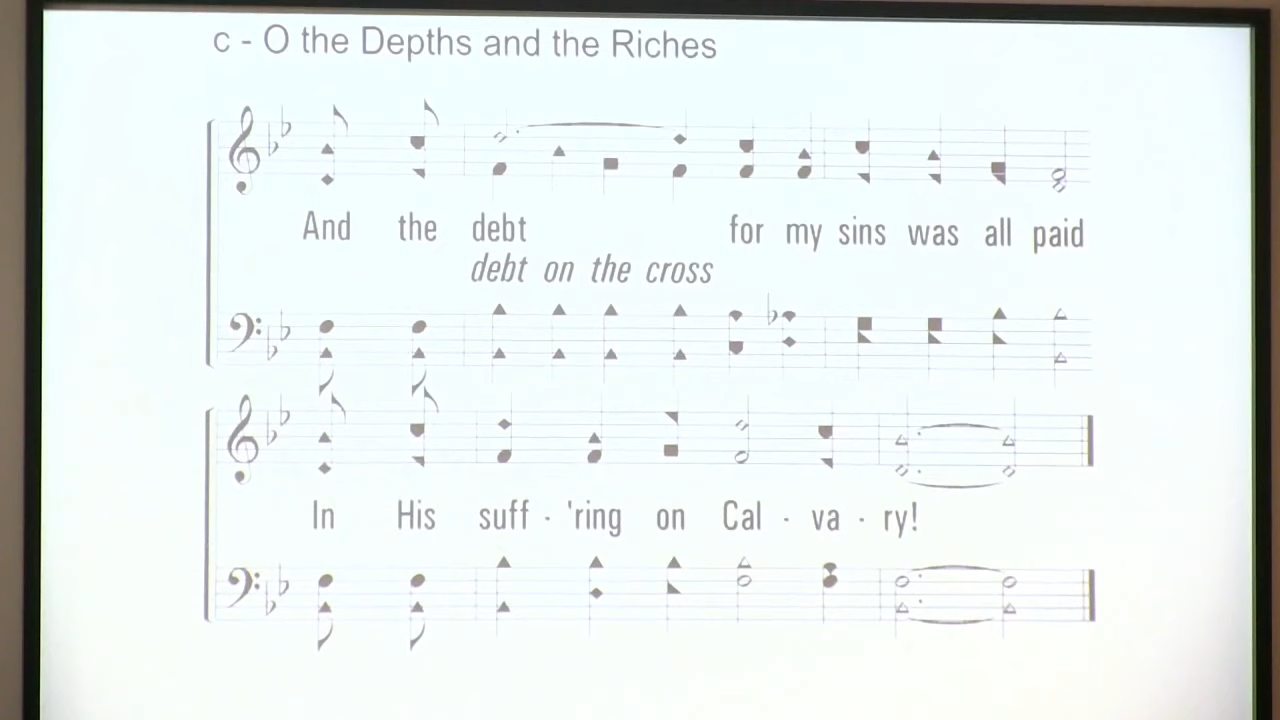 c - O the Depths and the Riches
And the debt for my sins was all paid
debt on the cross
In His suff - 'ring on Cal - va - ry!